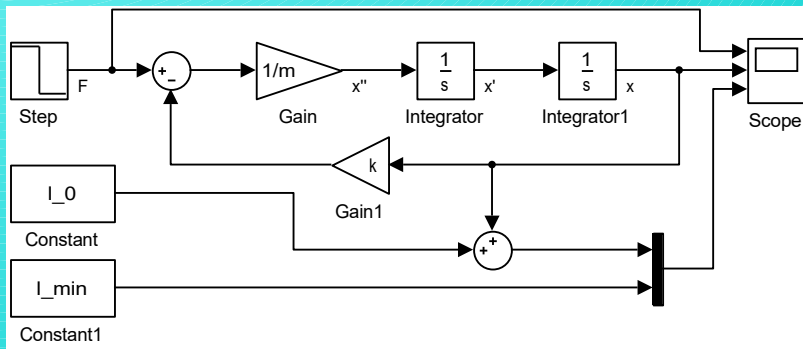 F
Step
+
−
1/m
Gain
x''
1
s
Integrator
x'
1
s
Integrator1
x
Scope
k
Gain1
l_0
Constant
+
+
l_min
Constant1